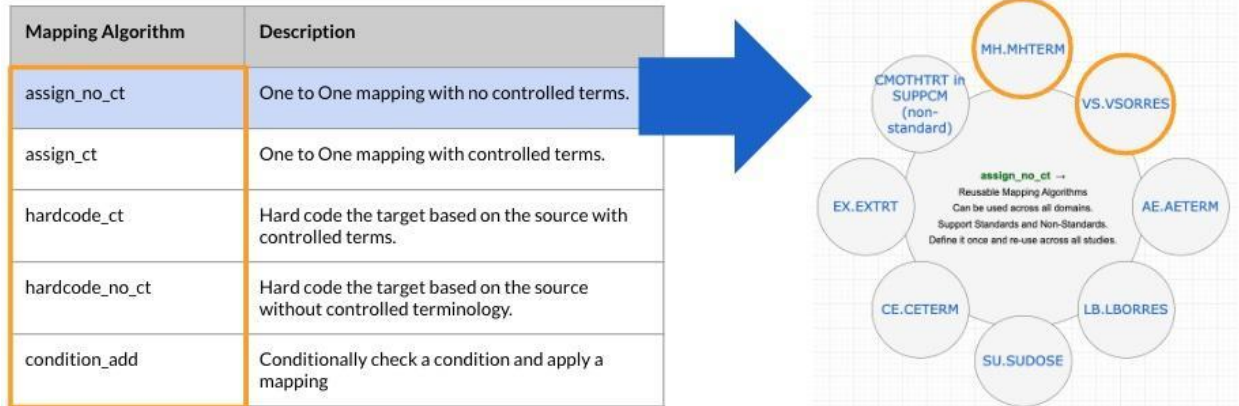 Mapping Algorithm
Description
assign_no_ct
One to One mapping with no controlled terms.
assign_ct
One to One mapping with controlled terms.
hardcode_ct
Hard code the target based on the source with
controlled terms.
hardcode_no_ct
Hard code the target based on the source
without controlled terminology.
condition_add
Conditionally check a condition and apply a
mapping
MH.MHTERM
CMOTHTRT in
SUPPCM
(non-
standard)
VS.VSORRES
assign_no_ct →
Reusable Mapping Algorithms
Can be used across all domains.
Support Standards and Non-Standards.
Define it once and re-use across all studies.
EX.EXTRT
AE.AETERM
CE.CETERM
LB.LBORRES
SU.SUDOSE